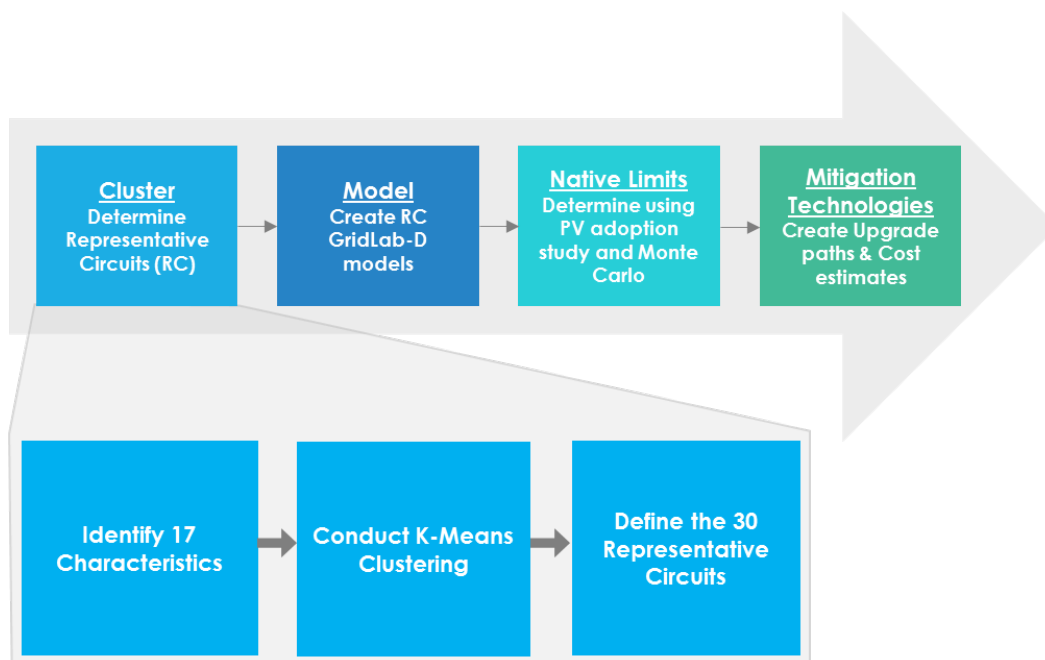 Cluster
Determine
Representative
Circuits (RC)
Model
Create RC
GridLab-D
models
Native Limits
Determine using
PV adoption
study and Monte
Carlo
Mitigation
Technologies
Create Upgrade
paths & Cost
estimates
Identify 17
Characteristics
Conduct K-Means
Clustering
Define the 30
Representative
Circuits